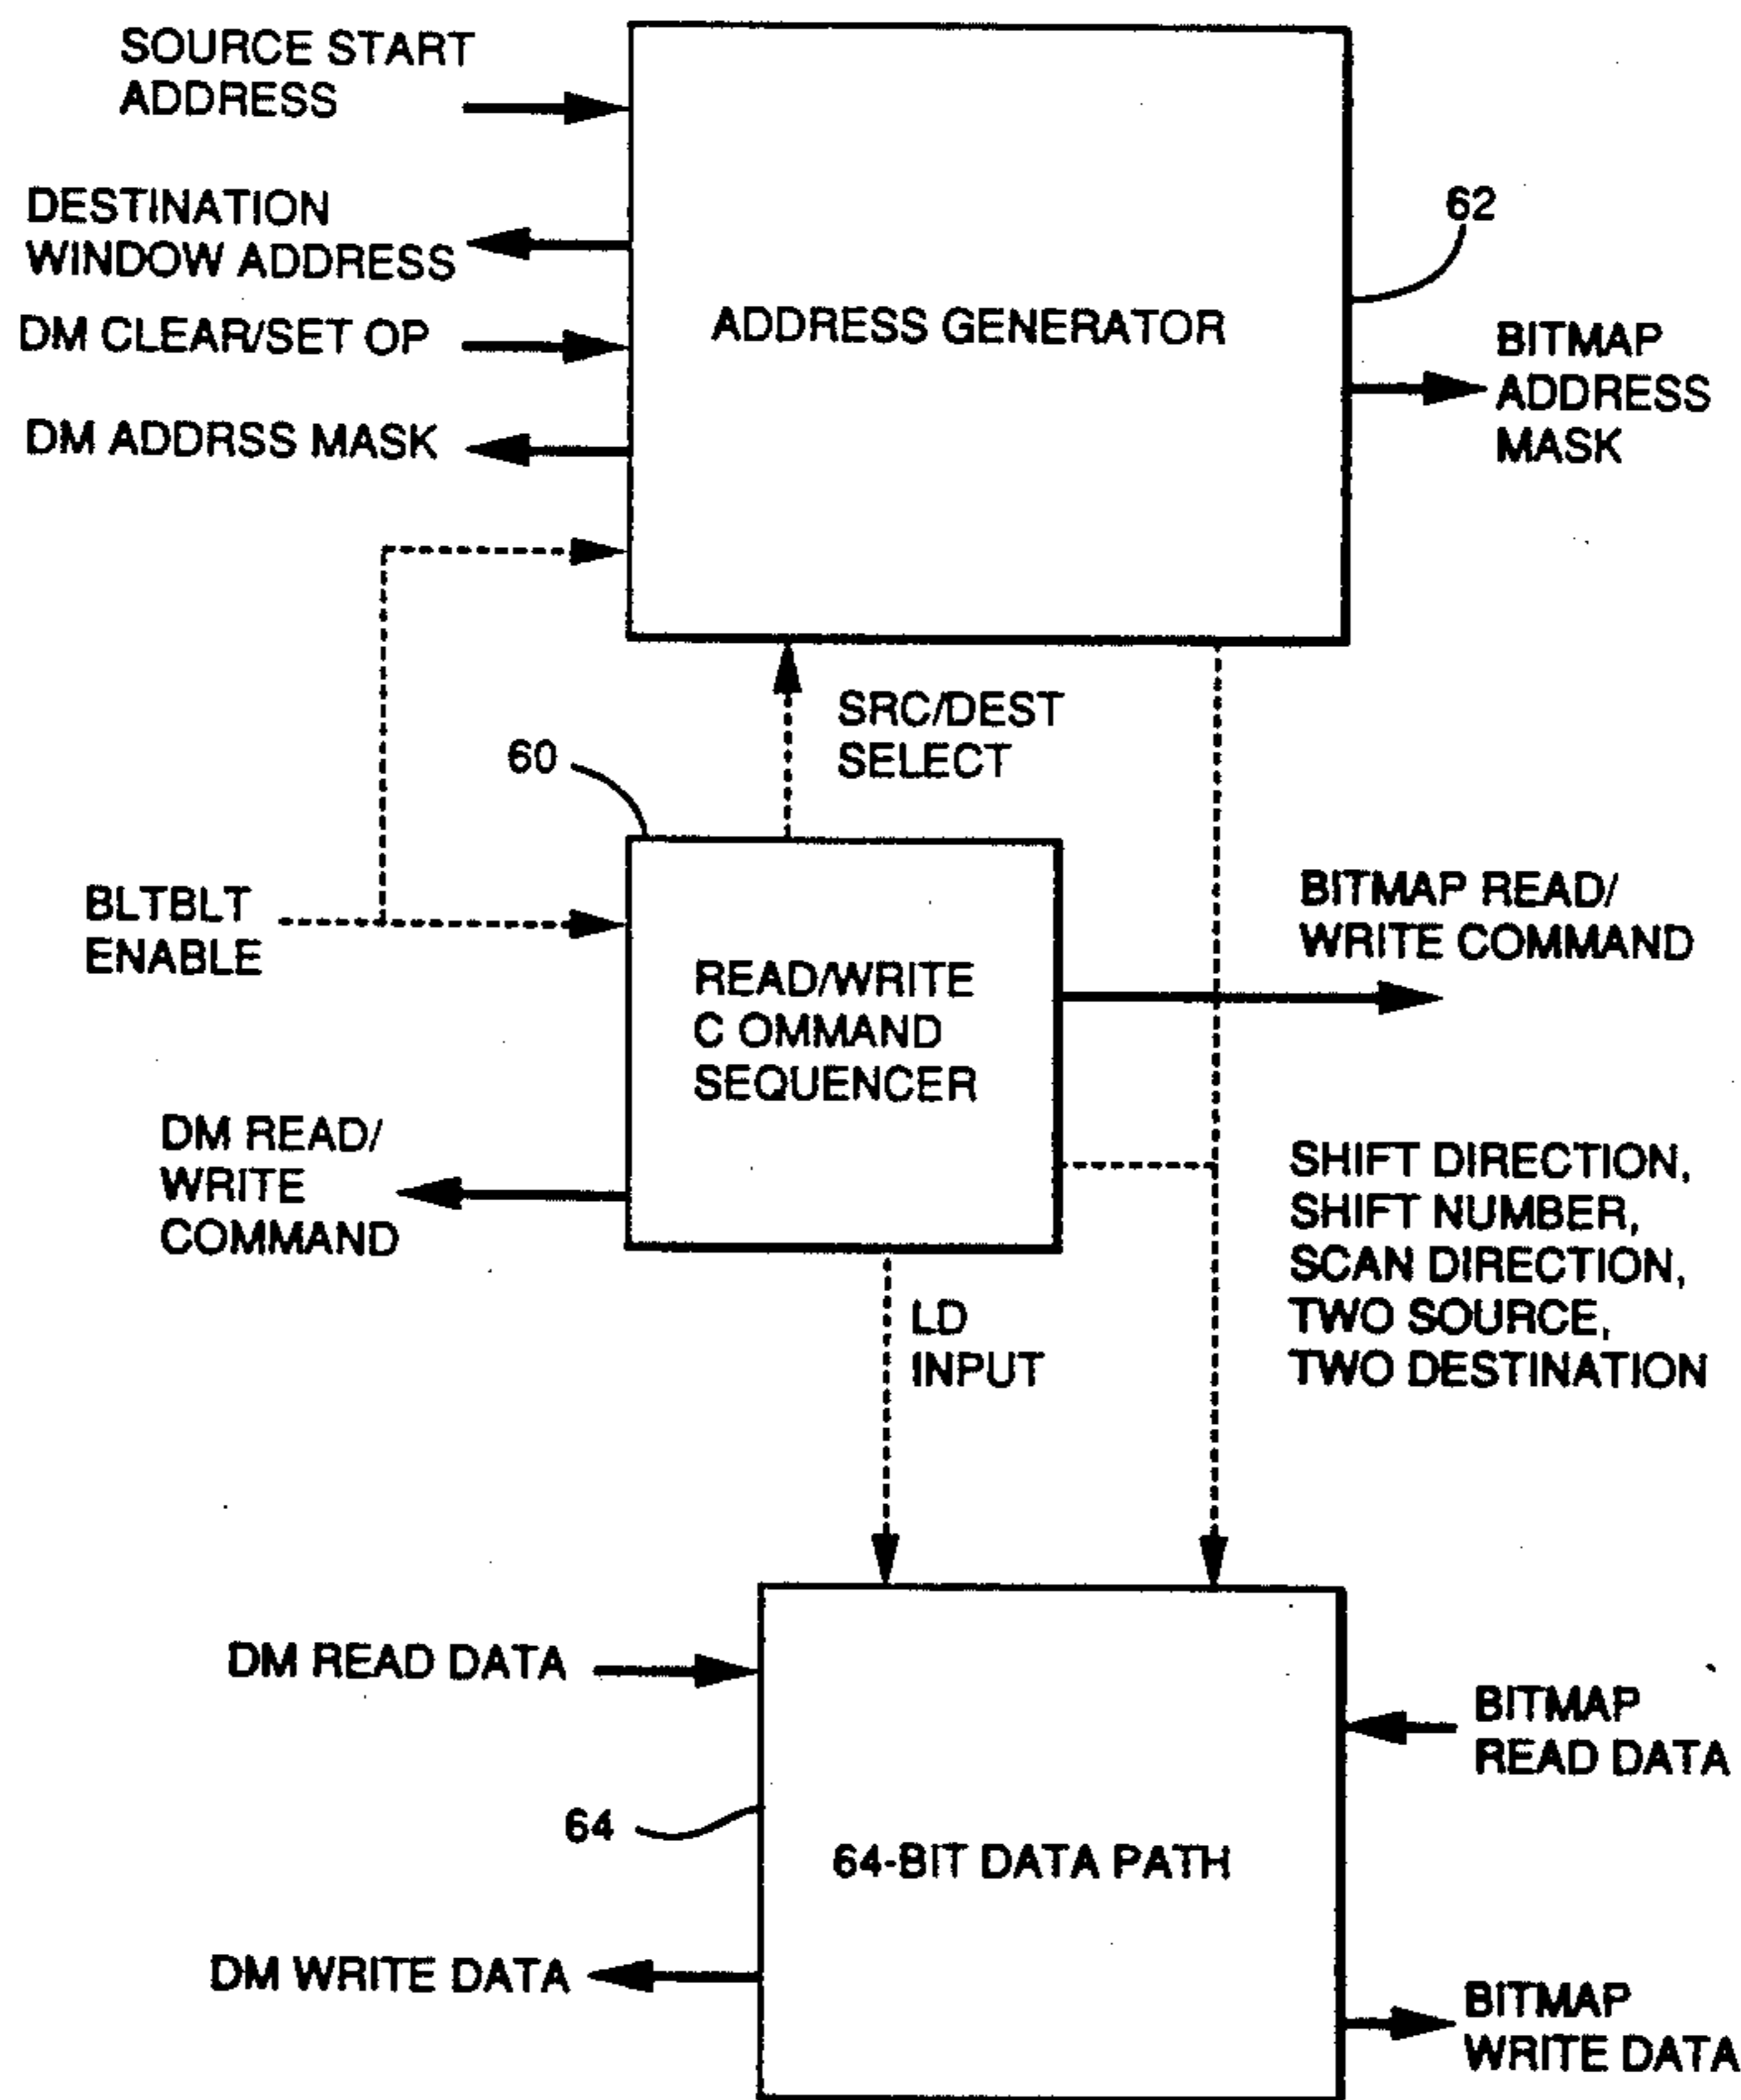 SOURCE START
ADDRESS
DESTINATION
WINDOW ADDRESS
62
DM CLEAR/SET OP
ADDRESS GENERATOR
BITMAP
ADDRESS
MASK
DM ADDRSS MASK
SRC/DEST
SELECT
60
BLTBLT
ENABLE
BITMAP READ/
WRITE COMMAND
READ/WRITE
C OMMAND
SEQUENCER
DM READ/
WRITE
COMMAND
SHIFT DIRECTION,
SHIFT NUMBER,
SCAN DIRECTION,
TWO SOURCE,
TWO DESTINATION
LD
INPUT
DM READ DATA
BITMAP
READ DATA
64
64-BIT DATA PATH
DM WRITE DATA
BITMAP
WRITE DATA